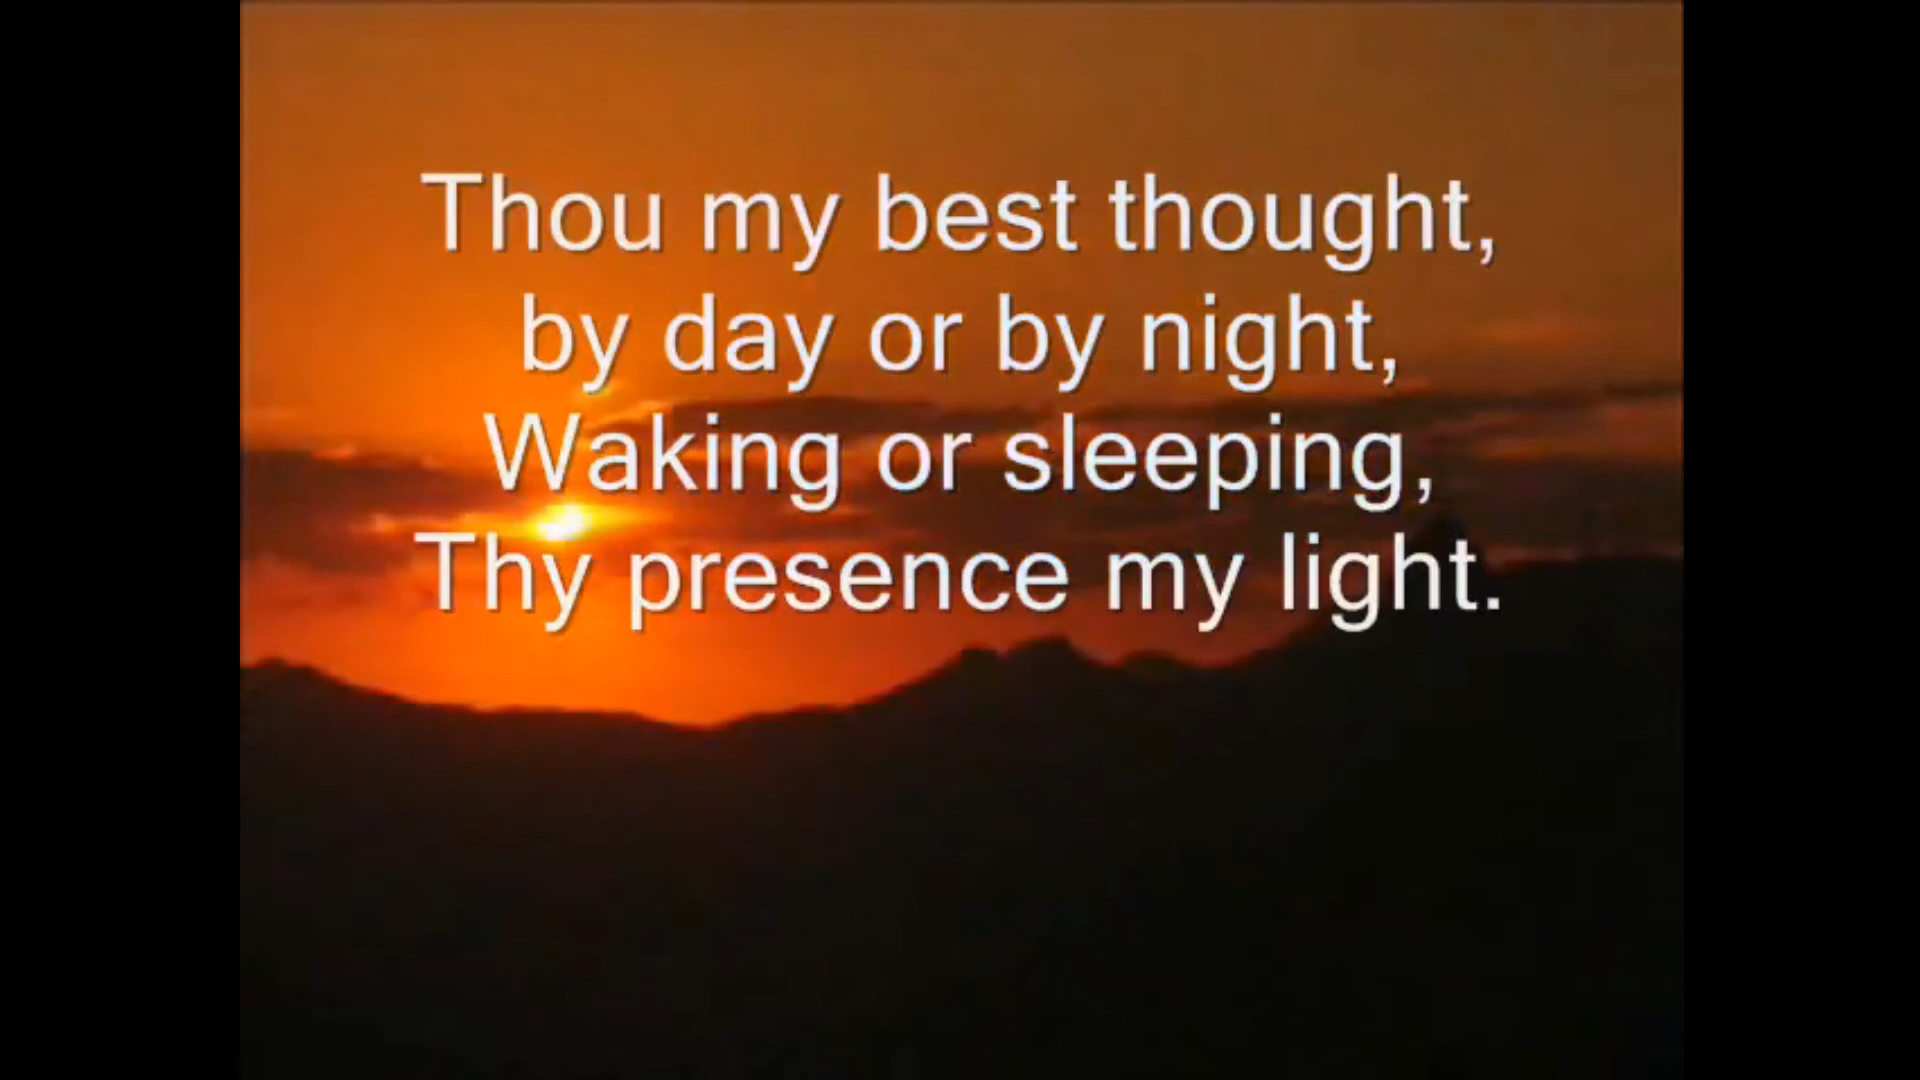 Thou my best thought,
by day or by night,
Waking or sleeping,
Thy presence my light.